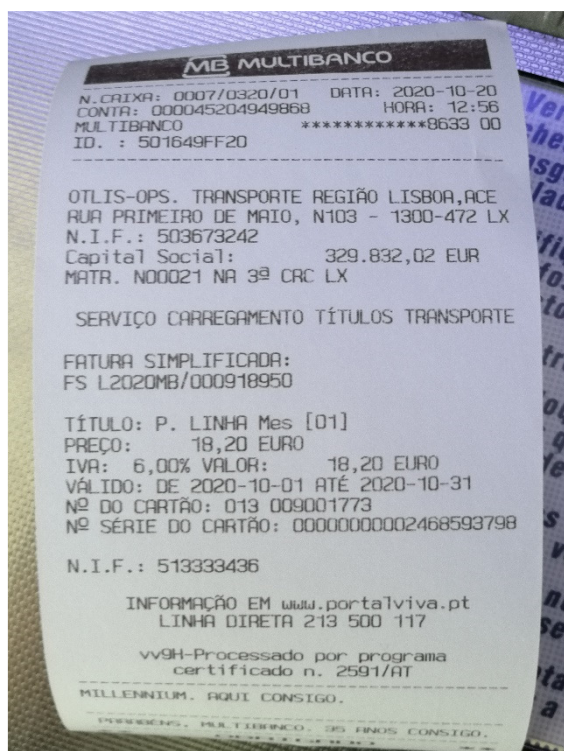 MB MULTIBANCO
N.CAIXA: 0007/0320/01 DATA: 2020-10-20
CONTA: 000045204949868 HORA: 12:56
MULTIBANCO ************8633 00
ID. : 501649FF20
OTLIS-OPS. TRANSPORTE REGIÃO LISBOA,ACE
RUA PRIMEIRO DE MAIO, N103 - 1300-472 LX
N.I.F.: 503673242
Capital Social: 329.832,02 EUR
MATR. N00021 NA 3ª CRC LX
SERVIÇO CARREGAMENTO TÍTULOS TRANSPORTE
FATURA SIMPLIFICADA:
FS L2020MB/000918950
TÍTULO: P. LINHA Mes [01]
PREÇO: 18,20 EURO
IVA: 6,00% VALOR: 18,20 EURO
VÁLIDO: DE 2020-10-01 ATÉ 2020-10-31
Nº DO CARTÃO: 013 009001773
Nº SÉRIE DO CARTÃO: 00000000002468593798
N.I.F.: 513333436
INFORMAÇÃO EM www.portalviva.pt
LINHA DIRETA 213 500 117
vv9H-Processado por programa
certificado n. 2591/AT
MILLENNIUM. AQUI CONSIGO.
PARABENS. MULTIBANCO. 35 ANOS CONSIGO.